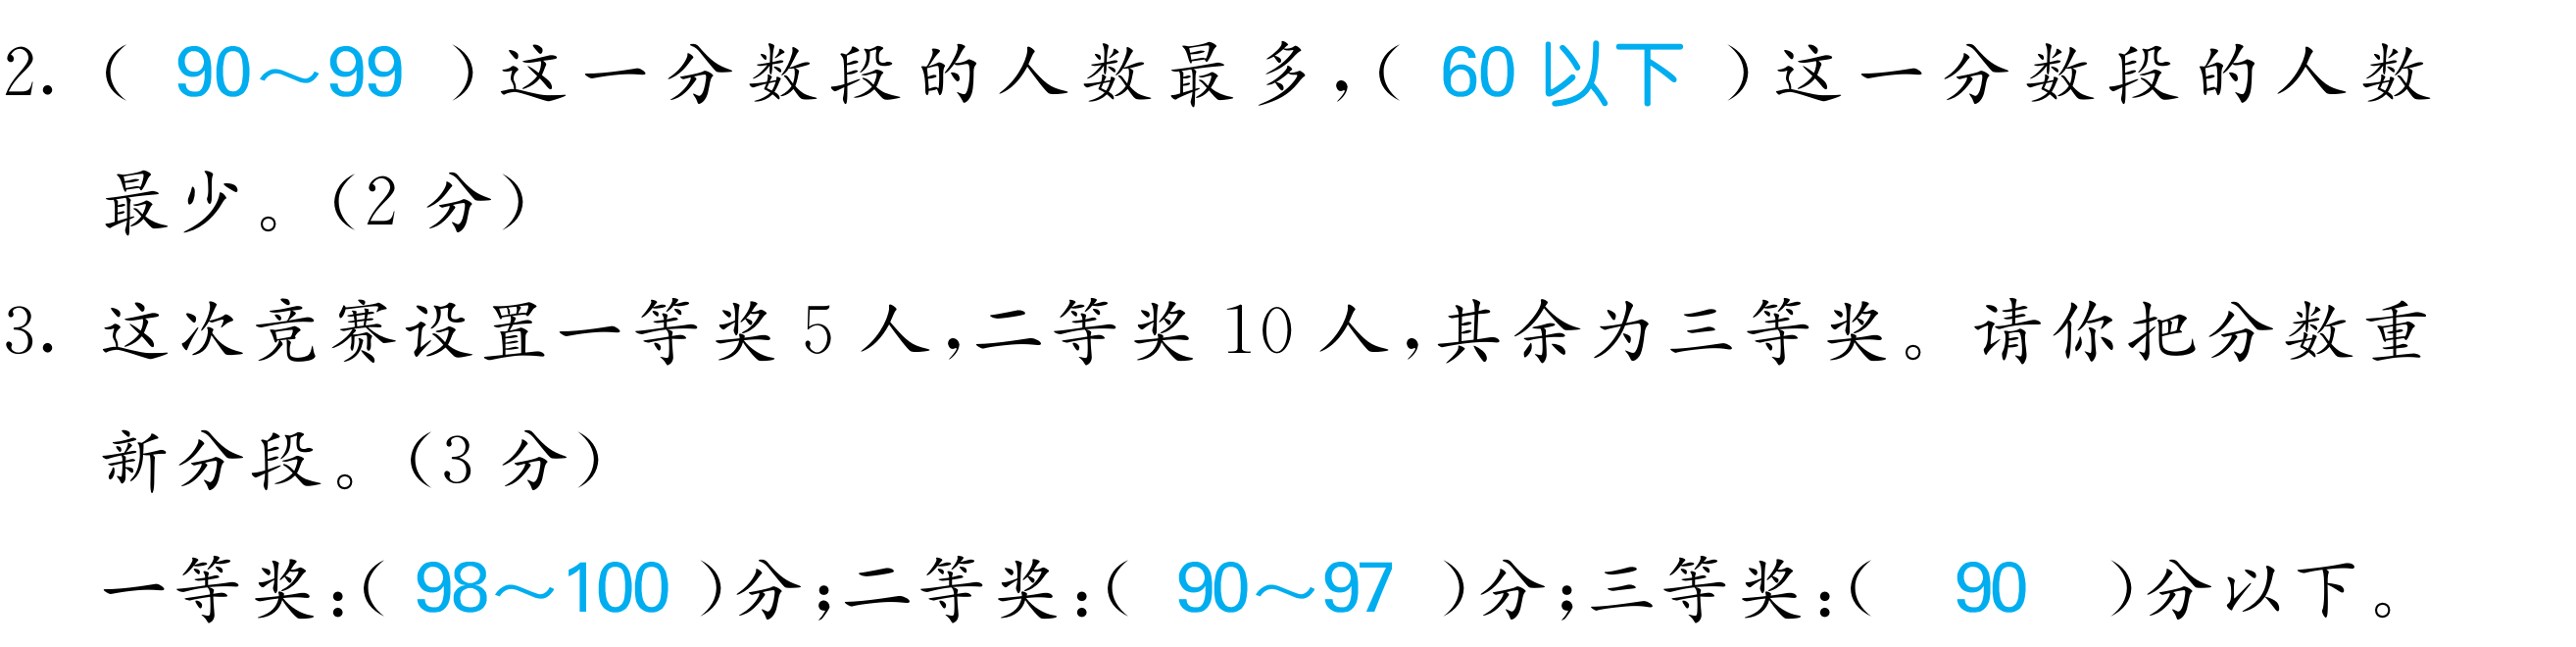 2. ( 90～99 )这一分数段的人数最多,( 60 以下 )这一分数段的人数
最少。(2 分)
3. 这次竞赛设置一等奖 5 人,二等奖 10 人,其余为三等奖。请你把分数重
新分段。(3 分)
一等奖:( 98～100 )分;二等奖:( 90～97 )分;三等奖:( 90 )分以下。